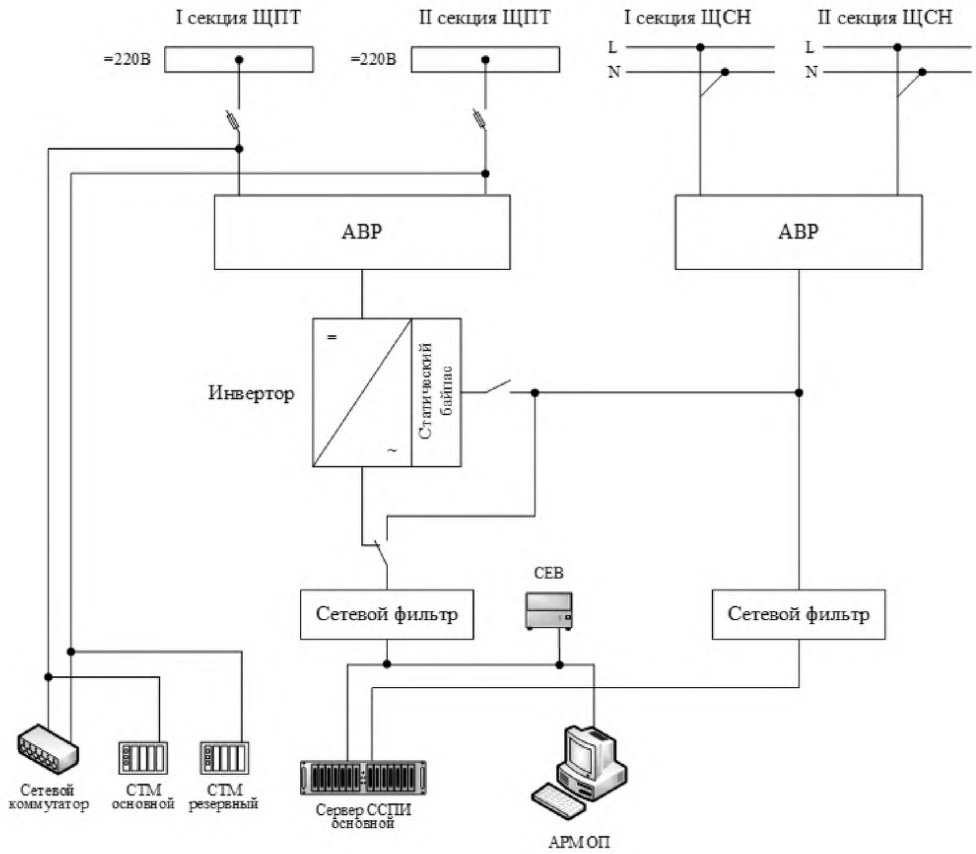 I секция ЩПТ
II секция ЩПТ
I секция ЩСН
II секция ЩСН
=220В
=220В
L
N
L
N
АВР
АВР
Инвертор
=
~
Статический
байпас
СЕВ
Сетевой фильтр
Сетевой фильтр
Сетевой
коммутатор
СТМ
основной
СТМ
резервный
Сервер ССПИ
основной
АРМ ОП